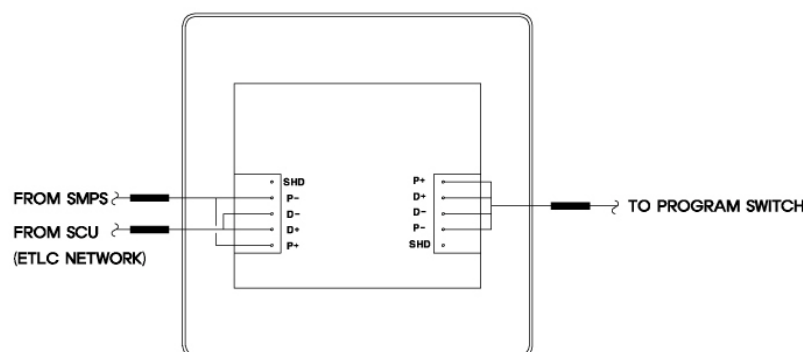 SHD
FROM SMPS P-
D-
FROM SCU D+
(ETLC NETWORK) P+
P+
D+
D- TO PROGRAM SWITCH
P-
SHD